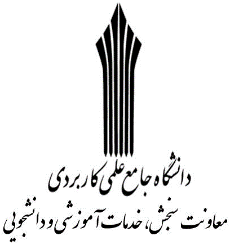 دانشگاه جامع علمی کاربردی
معاونت سنجش، خدمات آموزشی و دانشجویی